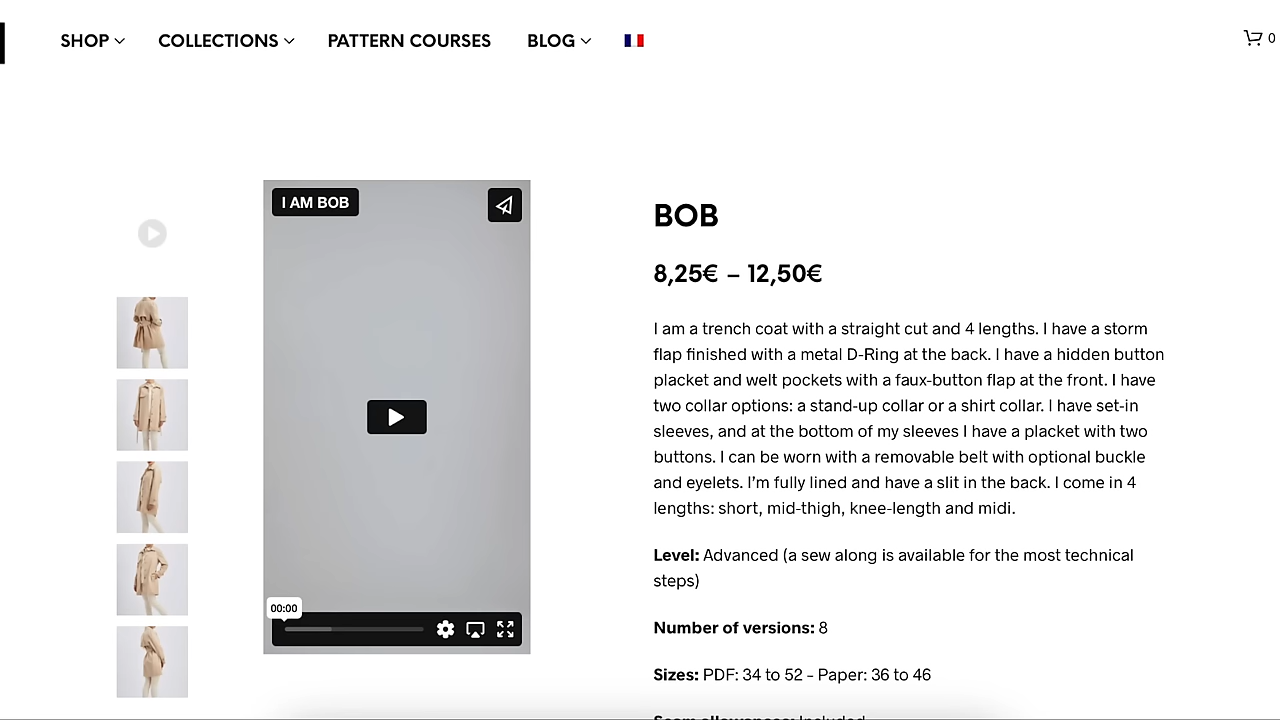 SHOP COLLECTIONS PATTERN COURSES BLOG 0
I AM BOB
00:00
BOB
8,25€ – 12,50€
I am a trench coat with a straight cut and 4 lengths. I have a storm
flap finished with a metal D-Ring at the back. I have a hidden button
placket and welt pockets with a faux-button flap at the front. I have
two collar options: a stand-up collar or a shirt collar. I have set-in
sleeves, and at the bottom of my sleeves I have a placket with two
buttons. I can be worn with a removable belt with optional buckle
and eyelets. I’m fully lined and have a slit in the back. I come in 4
lengths: short, mid-thigh, knee-length and midi.
Level: Advanced (a sew along is available for the most technical
steps)
Number of versions: 8
Sizes: PDF: 34 to 52 – Paper: 36 to 46
Seam allowances: Included